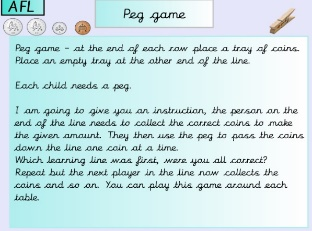 AFL
Peg game
Peg game - at the end of each row place a tray of coins.
Place an empty tray at the other end of the line.
Each child needs a peg.
I am going to give you an instruction, the person on the
end of the line needs to collect the correct coins to make
the given amount. They then use the peg to pass the coins
down the line one coin at a time.
Which learning line was first, were you all correct?
Repeat but the next player in the line now collects the
coins and so on. You can play this game around each
table.